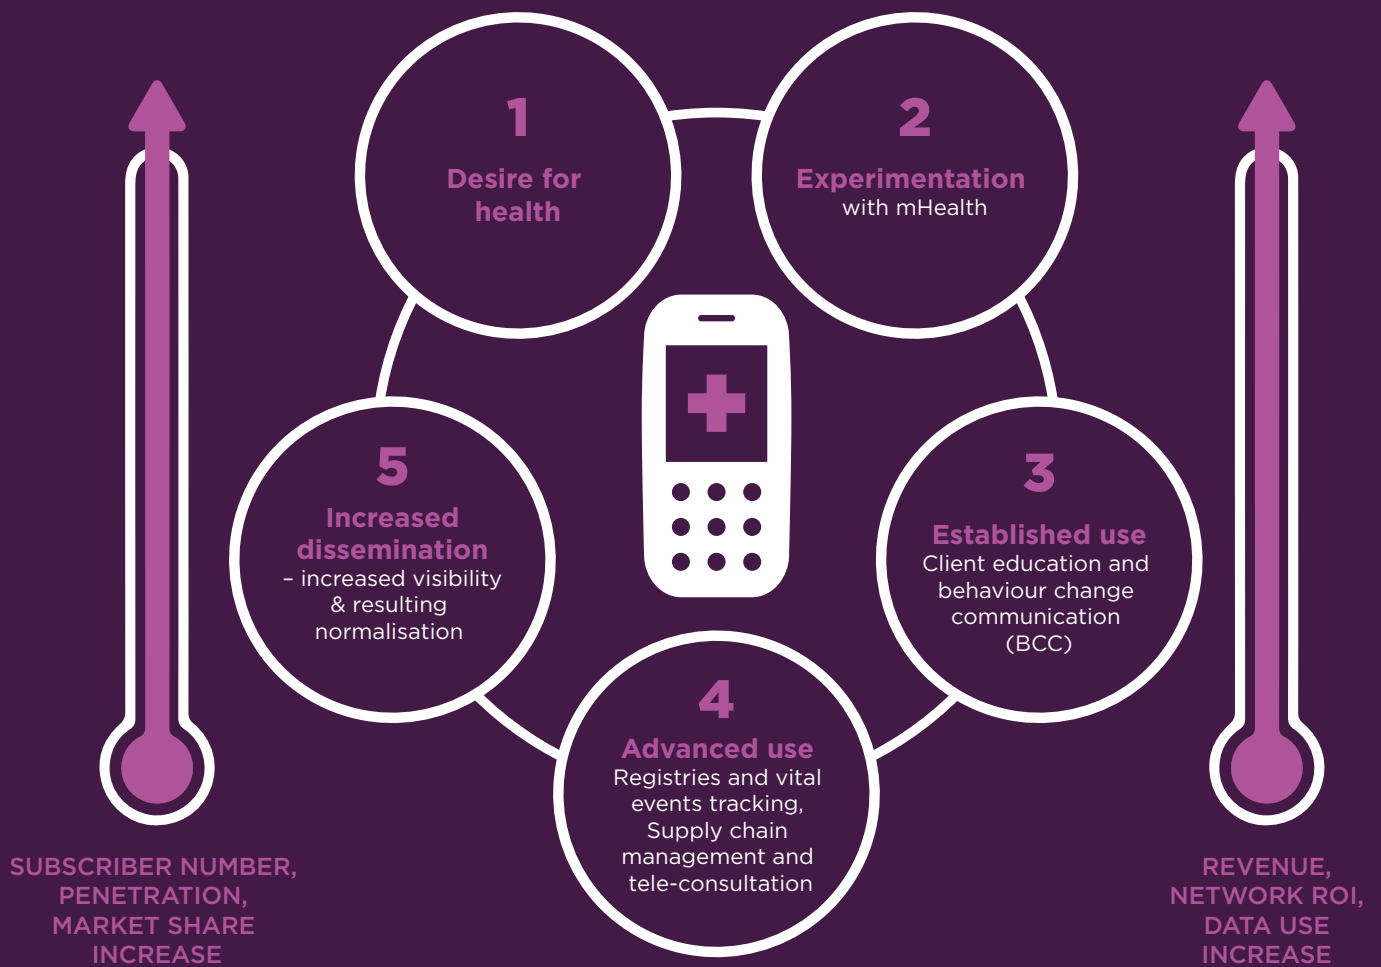 1
Desire for
health
2
Experimentation
with mHealth
3
Established use
Client education and
behaviour change
communication
(BCC)
4
Advanced use
Registries and vital
events tracking,
Supply chain
management and
tele-consultation
5
Increased
dissemination
– increased visibility
& resulting
normalisation
SUBSCRIBER NUMBER,
PENETRATION,
MARKET SHARE
INCREASE
REVENUE,
NETWORK ROI,
DATA USE
INCREASE